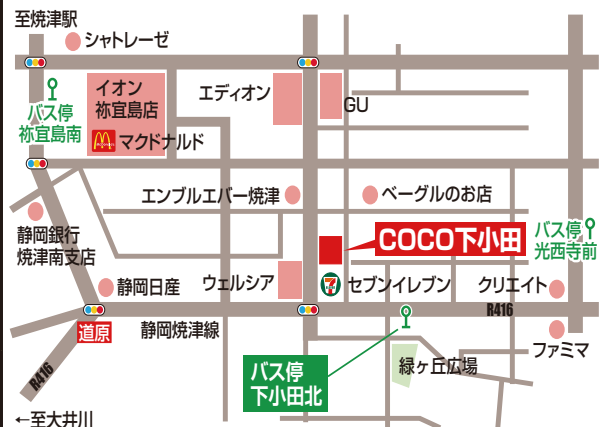 至焼津駅
シャトレーゼ
イオン
祢宜島店
マクドナルド
エディオン
GU
バス停
祢宜島南
エンブルエバー焼津
ベーグルのお店
静岡銀行
焼津南支店
COCO下小田
バス停
光西寺前
静岡日産
ウェルシア
7
セブンイレブン
クリエイト
R416
道原
静岡焼津線
ファミマ
R416
バス停
下小田北
緑ヶ丘広場
←至大井川